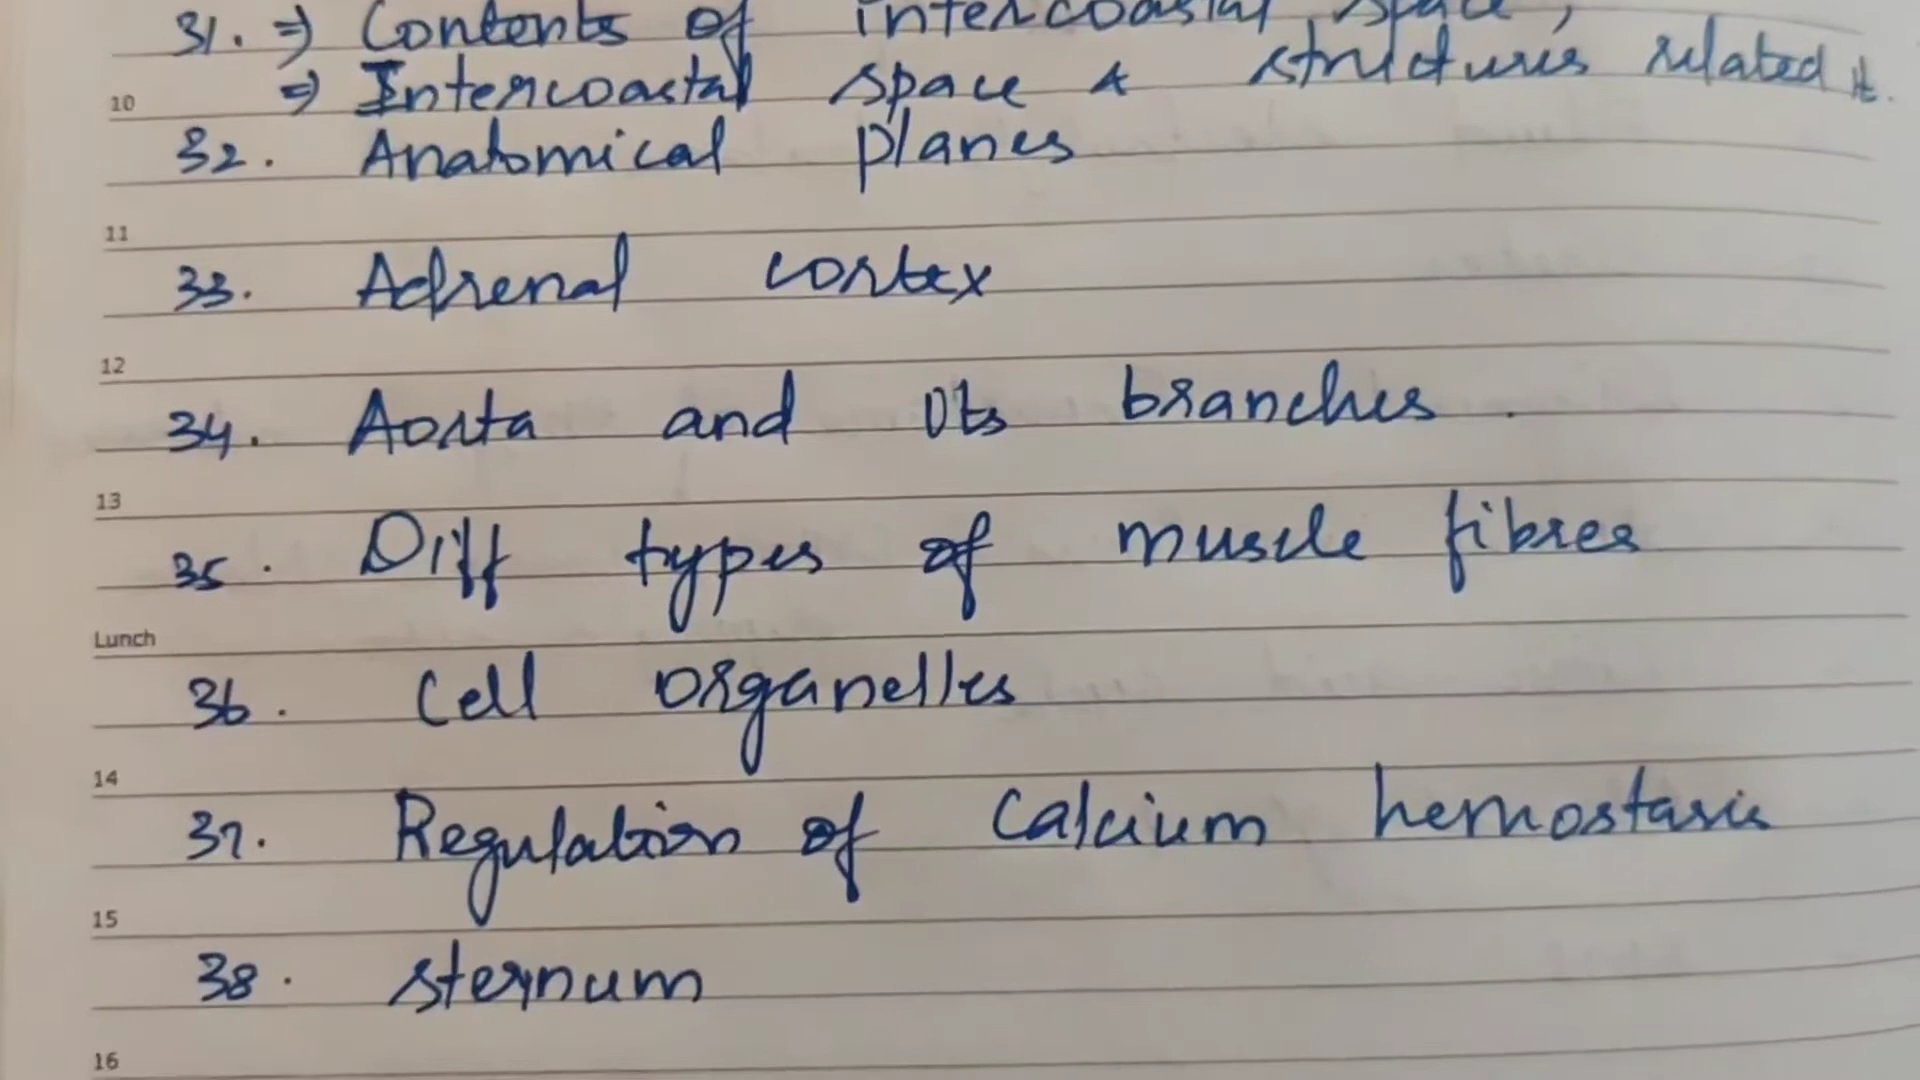 31. ⇒ Contents of intercoastal space,
⇒ Intercoastal space & structures related it.
10
32. Anatomical planes
11
33. Adrenal cortex
12
34. Aorta and its branches.
13
35. Diff types of muscle fibres
Lunch
36. Cell organelles
14
37. Regulation of Calcium hemostasis
15
38. sternum
16